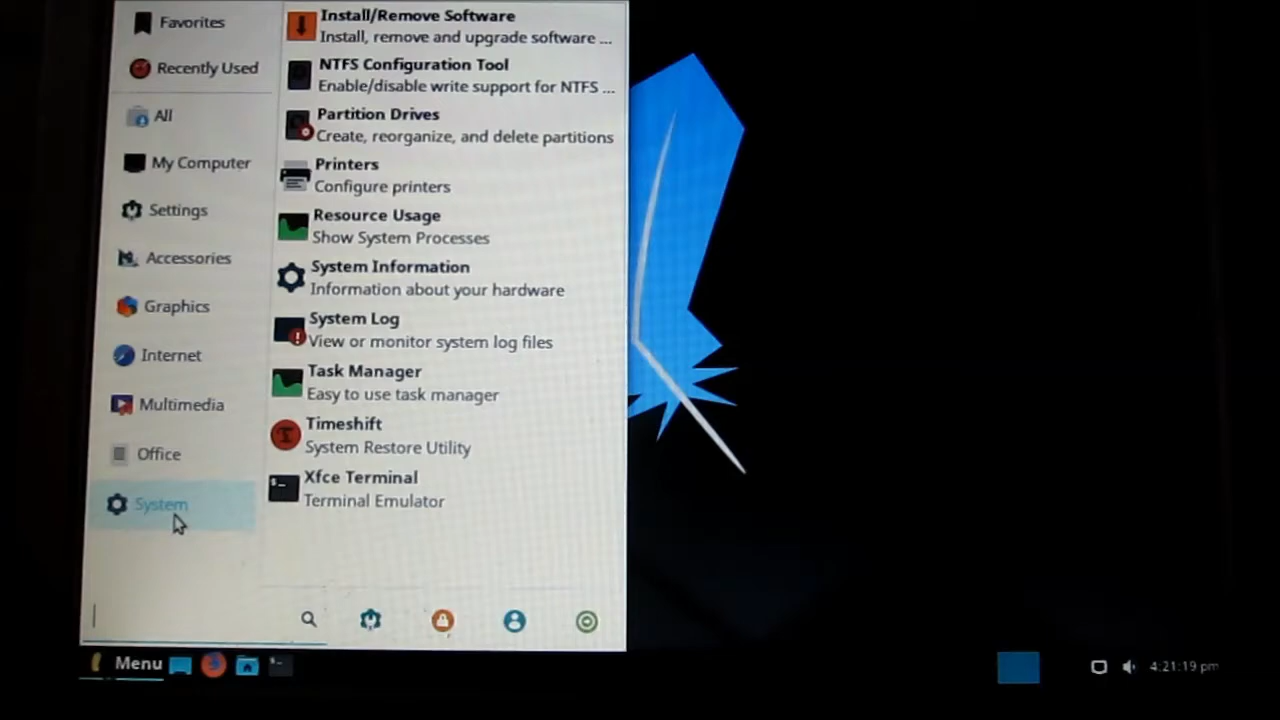 Favorites
Recently Used
All
My Computer
Settings
Accessories
Graphics
Internet
Multimedia
Office
System
Install/Remove Software
Install, remove and upgrade software ...
NTFS Configuration Tool
Enable/disable write support for NTFS ...
Partition Drives
Create, reorganize, and delete partitions
Printers
Configure printers
Resource Usage
Show System Processes
System Information
Information about your hardware
System Log
View or monitor system log files
Task Manager
Easy to use task manager
Timeshift
System Restore Utility
Xfce Terminal
Terminal Emulator
Menu
4:21:19 pm